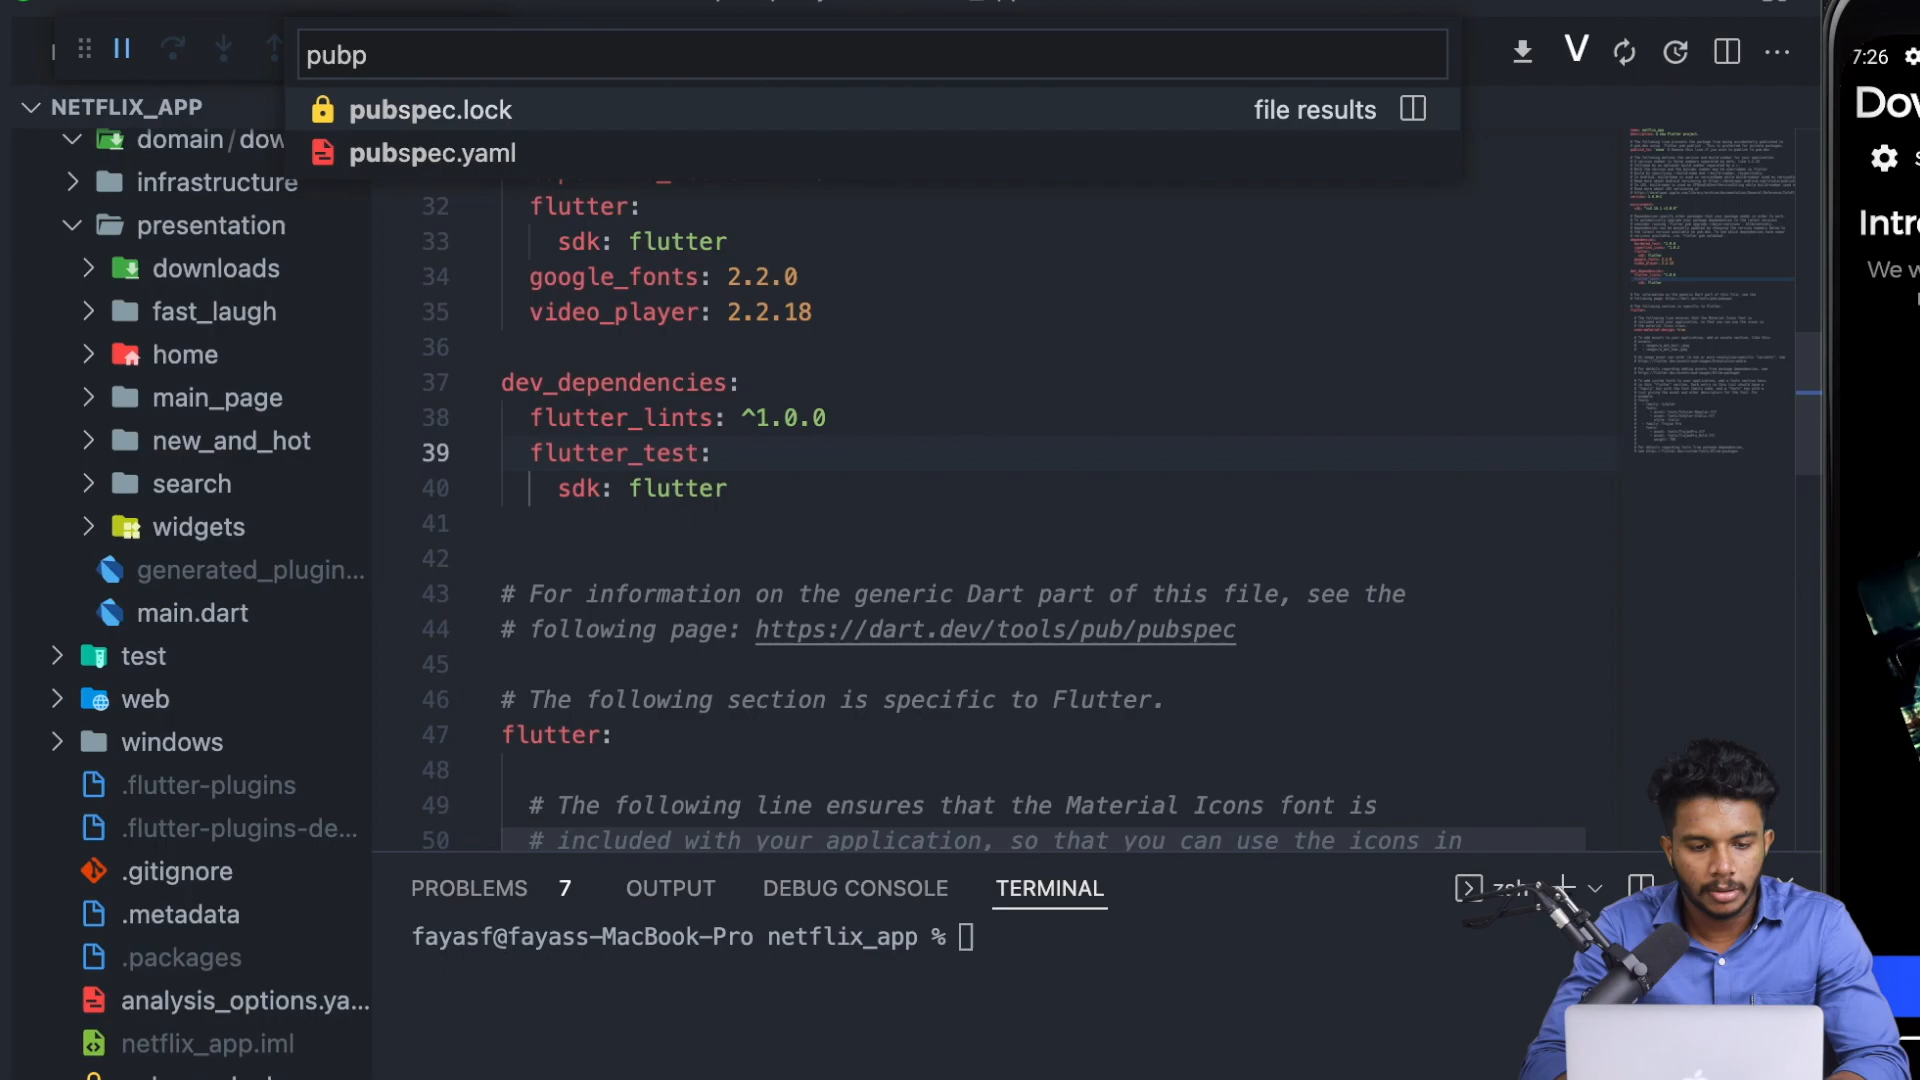 pubp
pubspec.lock
file results
pubspec.yaml
V
7:26
NETFLIX_APP
domain / dow
infrastructure
presentation
downloads
fast_laugh
home
main_page
new_and_hot
search
widgets
generated_plugin...
main.dart
test
web
windows
.flutter-plugins
.flutter-plugins-de...
.gitignore
.metadata
.packages
analysis_options.ya...
netflix_app.iml
32 flutter:
33 sdk: flutter
34 google_fonts: 2.2.0
35 video_player: 2.2.18
36
37 dev_dependencies:
38 flutter_lints: ^1.0.0
39 flutter_test:
40 sdk: flutter
41
42
43 # For information on the generic Dart part of this file, see the
44 # following page: https://dart.dev/tools/pub/pubspec
45
46 # The following section is specific to Flutter.
47 flutter:
48
49 # The following line ensures that the Material Icons font is
50 # included with your application, so that you can use the icons in
PROBLEMS 7 OUTPUT DEBUG CONSOLE TERMINAL
zsh
fayasf@fayass-MacBook-Pro netflix_app %
Dow
Intro
We w